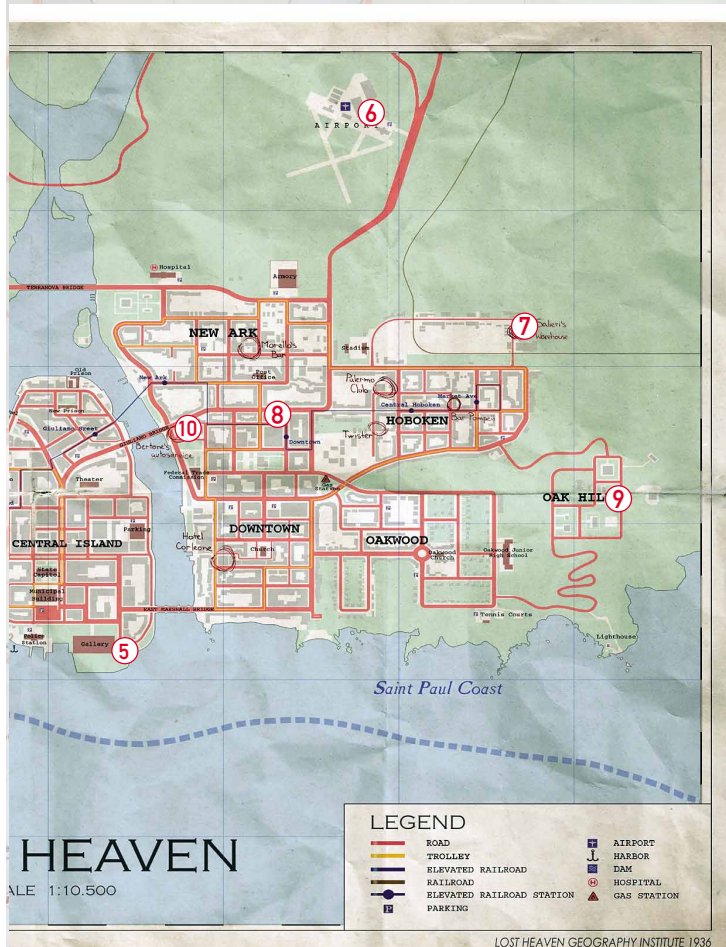 6
AIRPORT
Hospital
TERRANOVA BRIDGE
Armory
NEW ARK
Morello's
Bar
Stadium
7
Salieri's
Warehouse
Old
Prison
New Ark
Post
Office
Palermo
Club
Market Ave
Central Hoboken
Bar Pompei
New Prison
Giuliano Street
GIULIANO BRIDGE
10
8
HOBOKEN
Twister
Bertone's
autoservice
Downtown
Theater
Federal Trade
Commission
Gas
Station
OAK HILL
9
Parking
DOWNTOWN
OAKWOOD
CENTRAL ISLAND
Hotel
Corleone
Church
Oakwood
Church
Oakwood Junior
High School
State
Capitol
Municipal
Building
EAST MARSHALL BRIDGE
Tennis Courts
Police
Station
Gallery
5
Lighthouse
Saint Paul Coast
HEAVEN
ALE 1:10.500
LEGEND
ROAD
TROLLEY
ELEVATED RAILROAD
RAILROAD
ELEVATED RAILROAD STATION
P PARKING
AIRPORT
HARBOR
DAM
H HOSPITAL
GAS STATION
LOST HEAVEN GEOGRAPHY INSTITUTE 1936